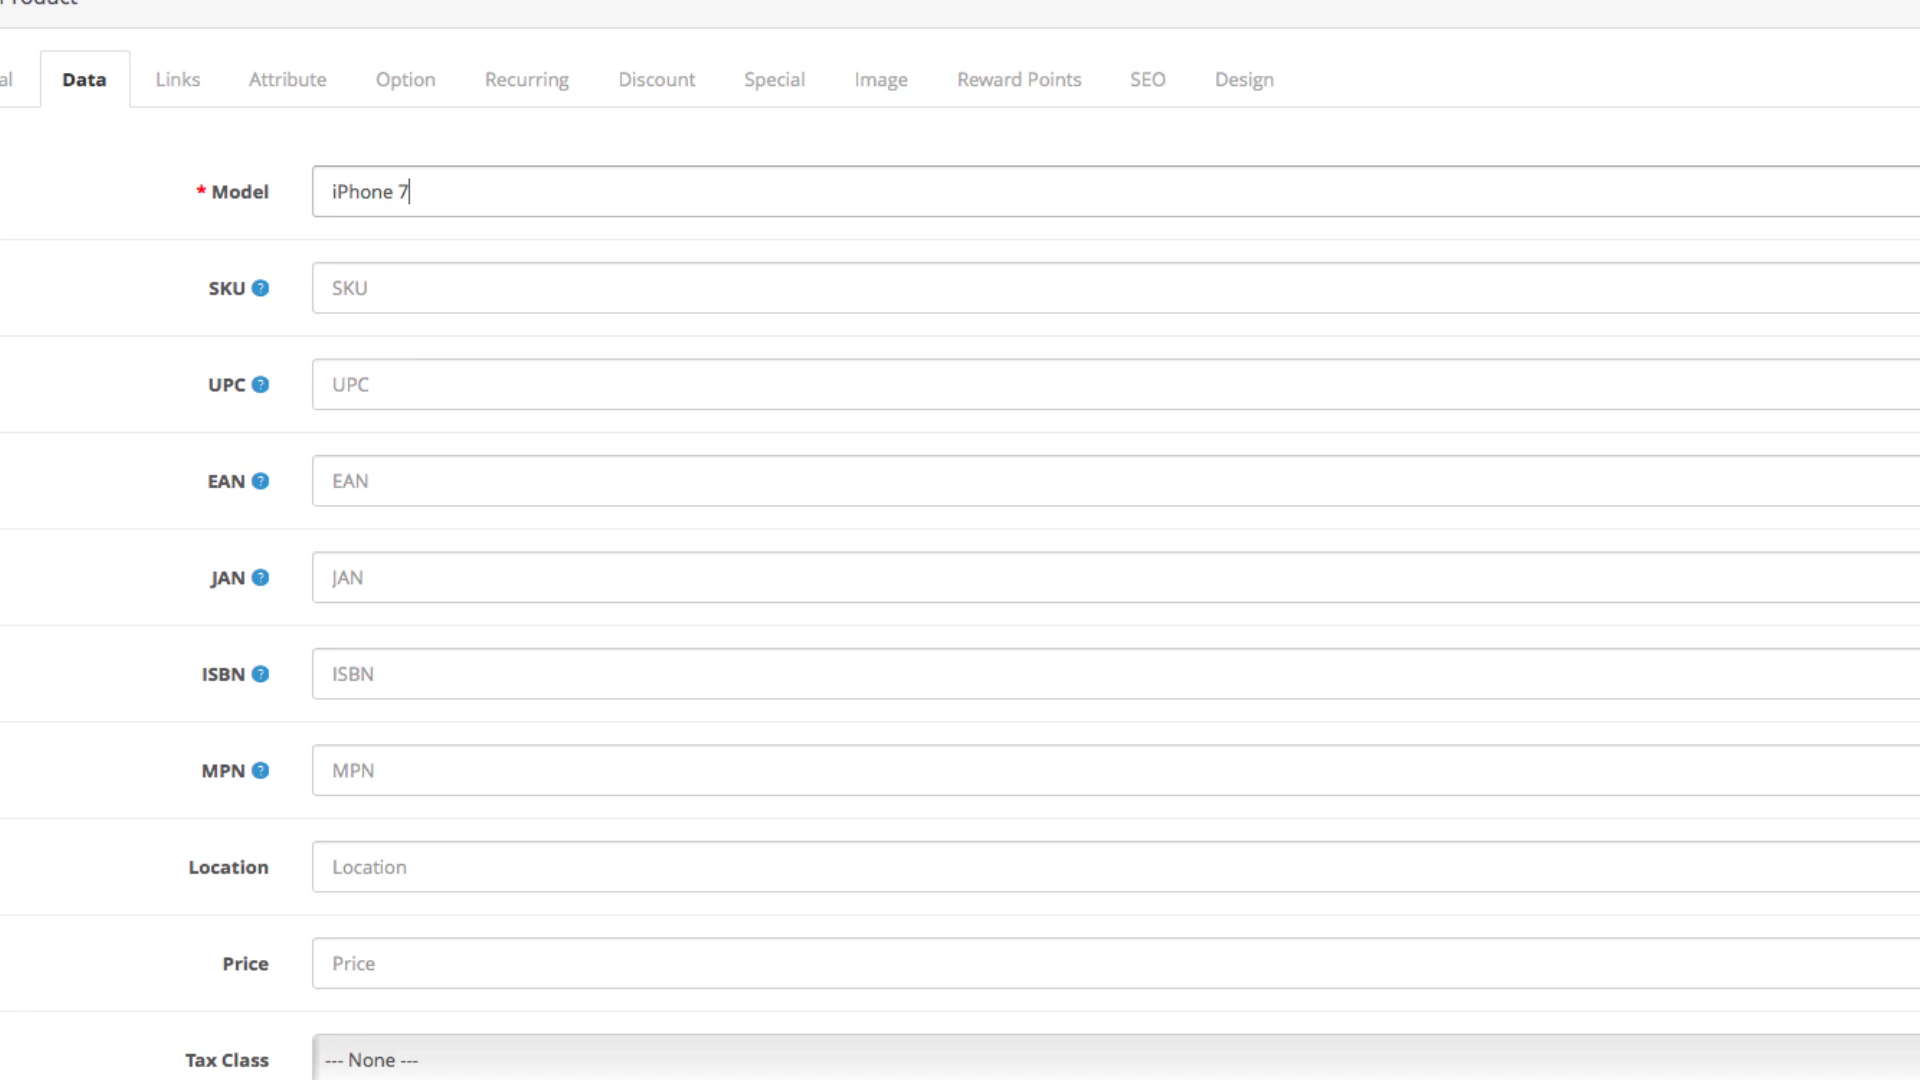 Product
al Data Links Attribute Option Recurring Discount Special Image Reward Points SEO Design
* Model iPhone 7
SKU ? SKU
UPC ? UPC
EAN ? EAN
JAN ? JAN
ISBN ? ISBN
MPN ? MPN
Location Location
Price Price
Tax Class --- None ---